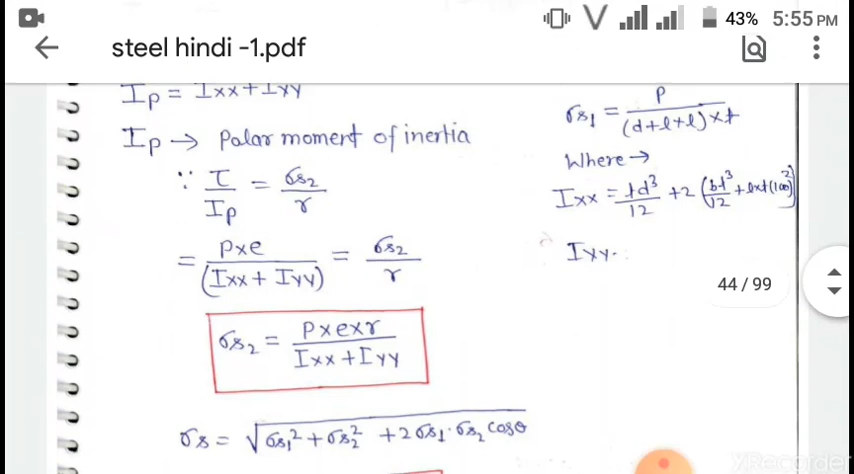 43% 5:55 PM
steel hindi -1.pdf
Ip = Ixx + Iyy
Ip → Polar moment of inertia
∵ τ/Ip = σs2/r
= P×e/(Ixx + Iyy) = σs2/r
σs2 = P×e×r/Ixx + Iyy
σs = √σs1² + σs2² + 2σs1·σs2 cosθ
σs1 = P/(d+l+l)×t
Where →
Ixx = td³/12 + 2(bt³/12 + l×t(100)²)
Iyy.
44 / 99
XRecorder